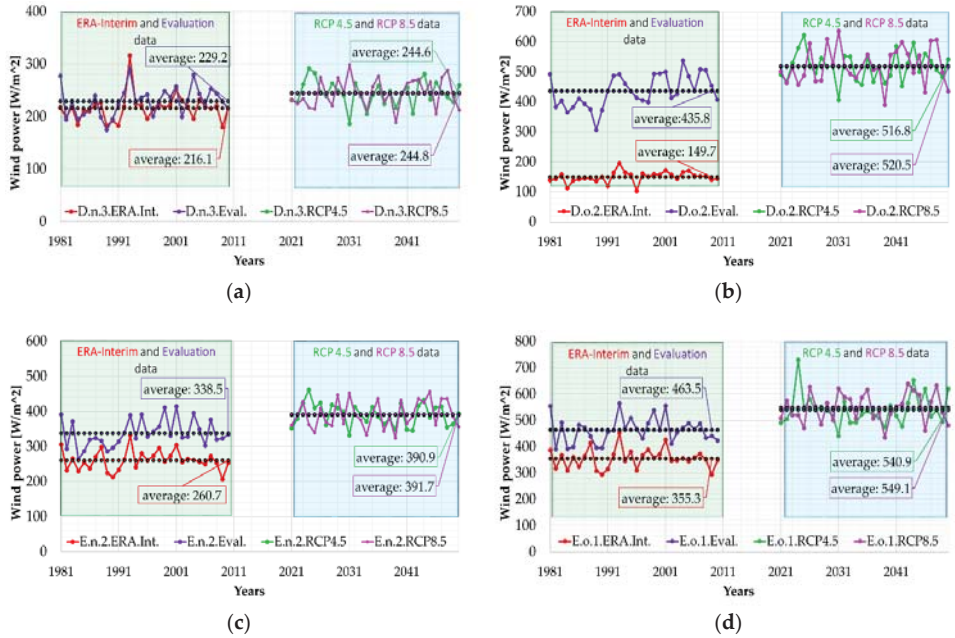 400
300
200
100
0
Wind power [W/m^2]
ERA-Interim and Evaluation
data
average: 229.2
average: 216.1
RCP 4.5 and RCP 8.5 data
average: 244.6
average: 244.8
D.n.3.ERA.Int.
D.n.3.Eval.
D.n.3.RCP4.5
D.n.3.RCP8.5
1981 1991 2001 2011 2021 2031 2041
Years
(a)
700
600
500
400
300
200
100
0
Wind power [W/m^2]
ERA-Interim and Evaluation
data
average:435.8
average: 149.7
RCP 4.5 and RCP 8.5 data
average: 516.8
average: 520.5
D.o.2.ERA.Int.
D.o.2.Eval.
D.o.2.RCP4.5
D.o.2.RCP8.5
1981 1991 2001 2011 2021 2031 2041
Years
(b)
600
500
400
300
200
100
0
Wind power [W/m^2]
ERA-Interim and Evaluation
data
average: 338.5
average: 260.7
RCP 4.5 and RCP 8.5 data
average: 390.9
average: 391.7
E.n.2.ERA.Int.
E.n.2.Eval.
E.n.2.RCP4.5
E.n.2.RCP8.5
1981 1991 2001 2011 2021 2031 2041
Years
(c)
800
700
600
500
400
300
200
100
0
Wind power [W/m^2]
ERA-Interim and Evaluation
data
average: 463.5
average: 355.3
RCP 4.5 and RCP 8.5 data
average: 540.9
average: 549.1
E.o.1.ERA.Int.
E.o.1.Eval.
E.o.1.RCP4.5
E.o.1.RCP8.5
1981 1991 2001 2011 2021 2031 2041
Years
(d)